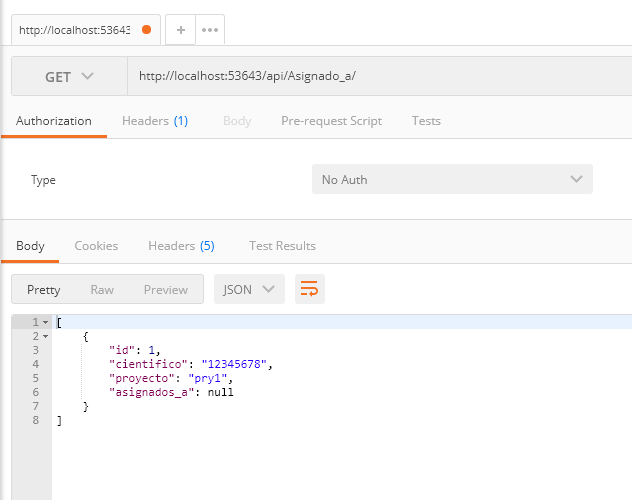 http://localhost:53643
+ •••
GET http://localhost:53643/api/Asignado_a/
Authorization Headers (1) Body Pre-request Script Tests
Type No Auth
Body Cookies Headers (5) Test Results
Pretty Raw Preview JSON
1 [
2 {
3 "id": 1,
4 "cientifico": "12345678",
5 "proyecto": "pry1",
6 "asignados_a": null
7 }
8 ]